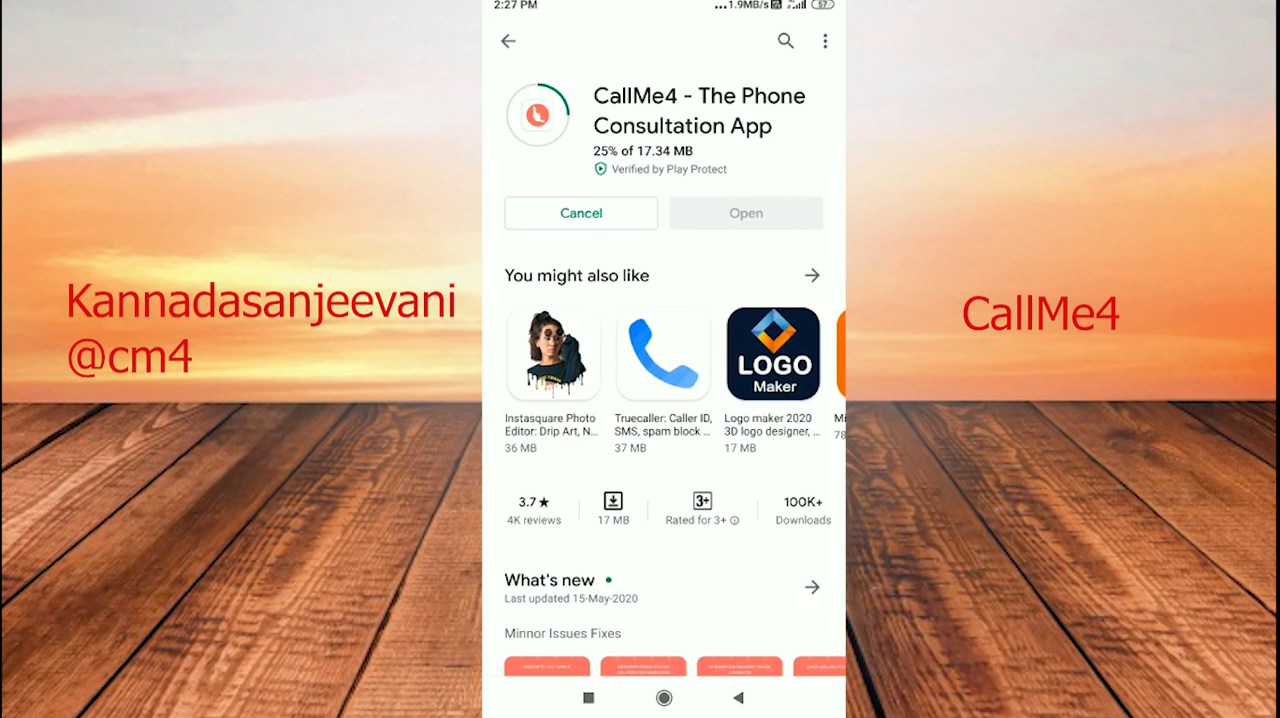 2:27 PM
...1.9MB/s
57
CallMe4 - The Phone
Consultation App
25% of 17.34 MB
Verified by Play Protect
Cancel
Open
Kannadasanjeevani
@cm4
CallMe4
You might also like
LOGO
Maker
Instasquare Photo
Editor: Drip Art, N...
36 MB
Truecaller: Caller ID,
SMS, spam block ...
37 MB
Logo maker 2020
3D logo designer, ...
17 MB
Mi
78
3.7★
4K reviews
17 MB
3+
Rated for 3+
100K+
Downloads
What's new
Last updated 15-May-2020
Minnor Issues Fixes